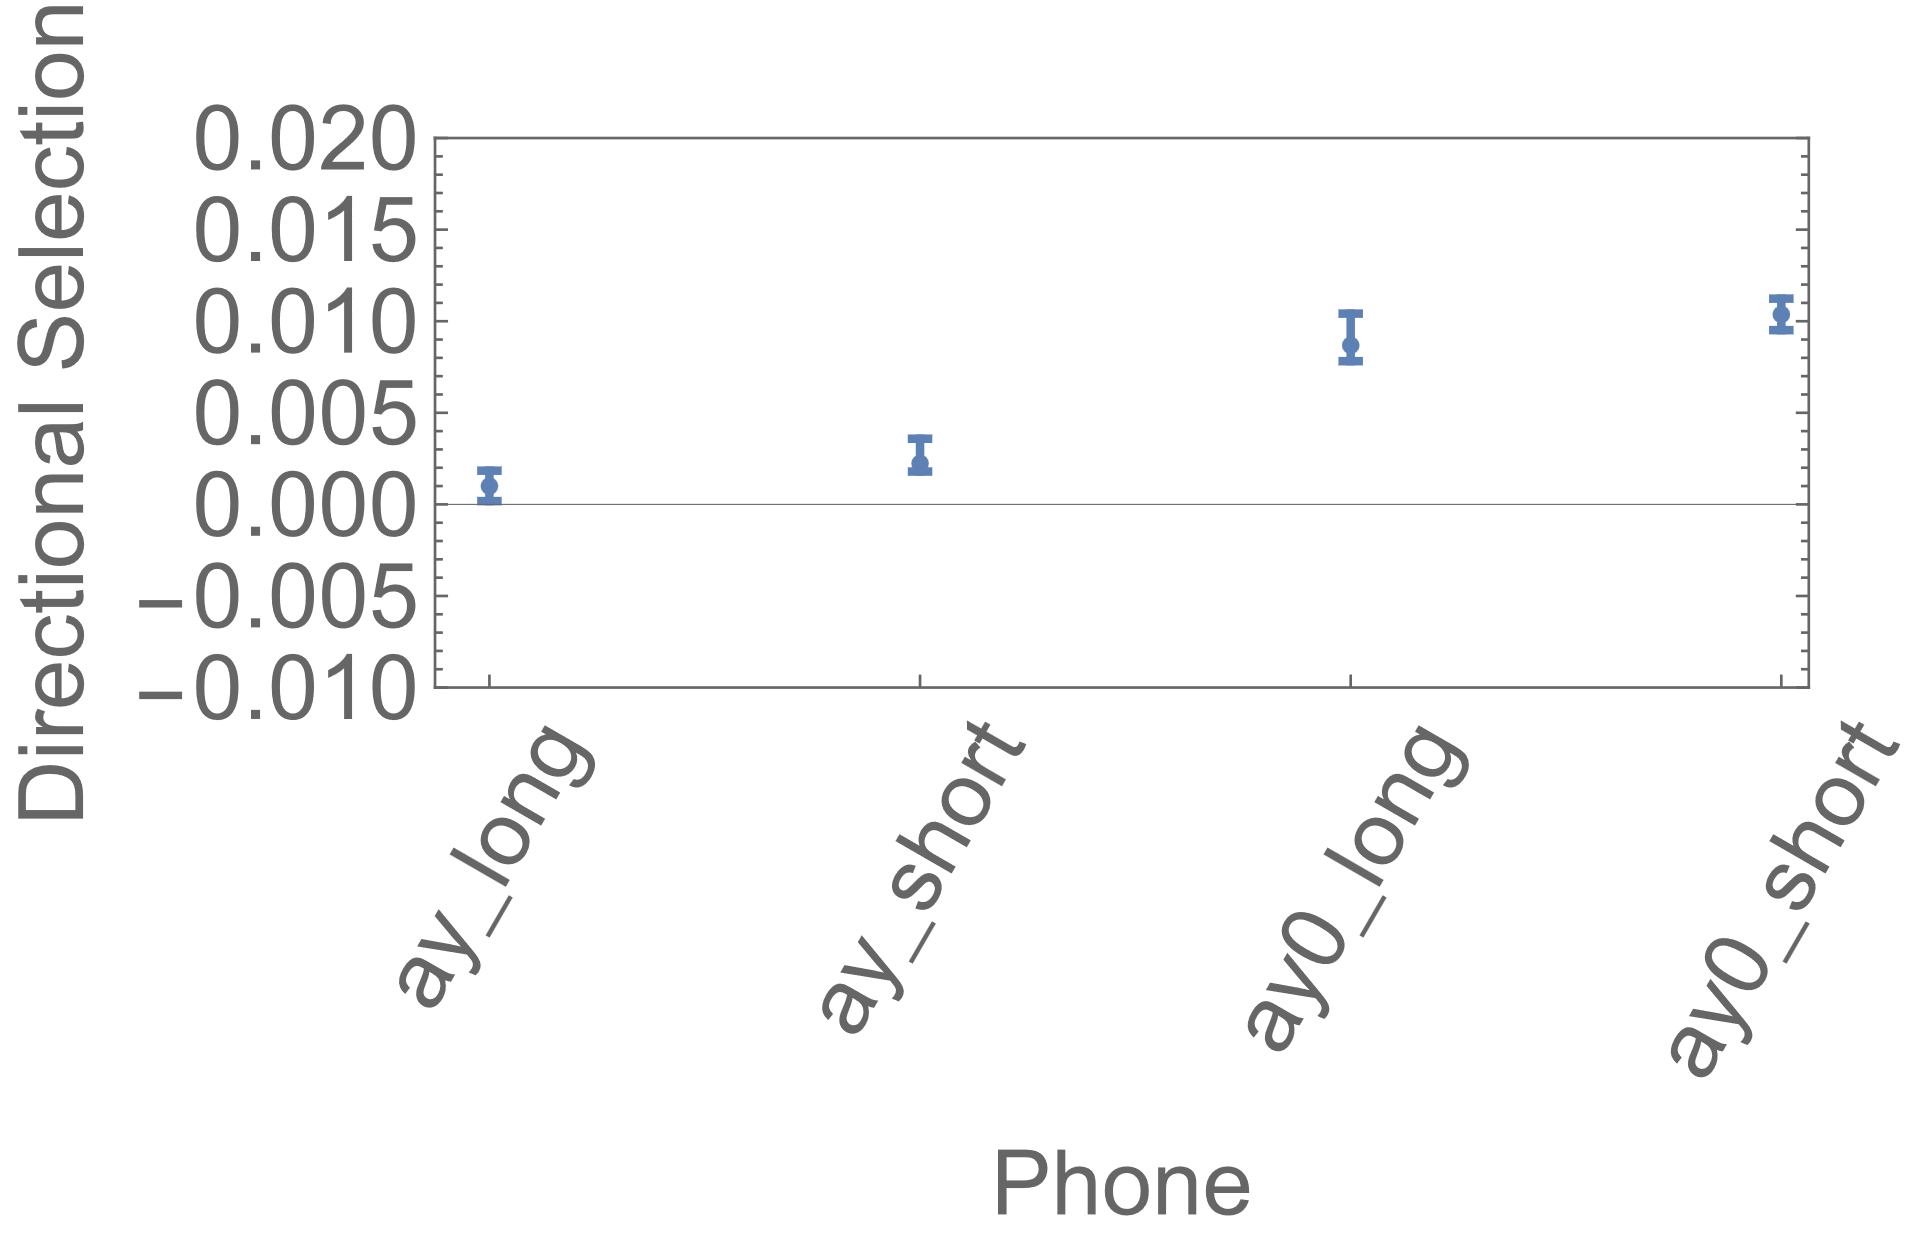 Directional Selection
0.020
0.015
0.010
0.005
0.000
-0.005
-0.010
ay_long
ay_short
ay0_long
ay0_short
Phone